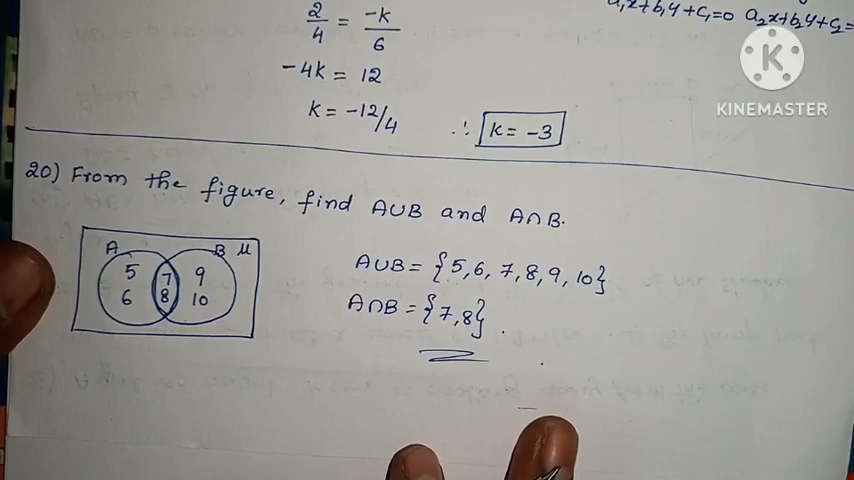 2/4 = -k/6
a₁x+b₁y+c₁=0 a₂x+b₂y+c₂=
-4k = 12
k = -12/4
∴ k = -3
KINEMASTER
20) From the figure, find A∪B and A∩B.
A B μ
5 7 9
6 8 10
A∪B = {5, 6, 7, 8, 9, 10}
A∩B = {7, 8}.